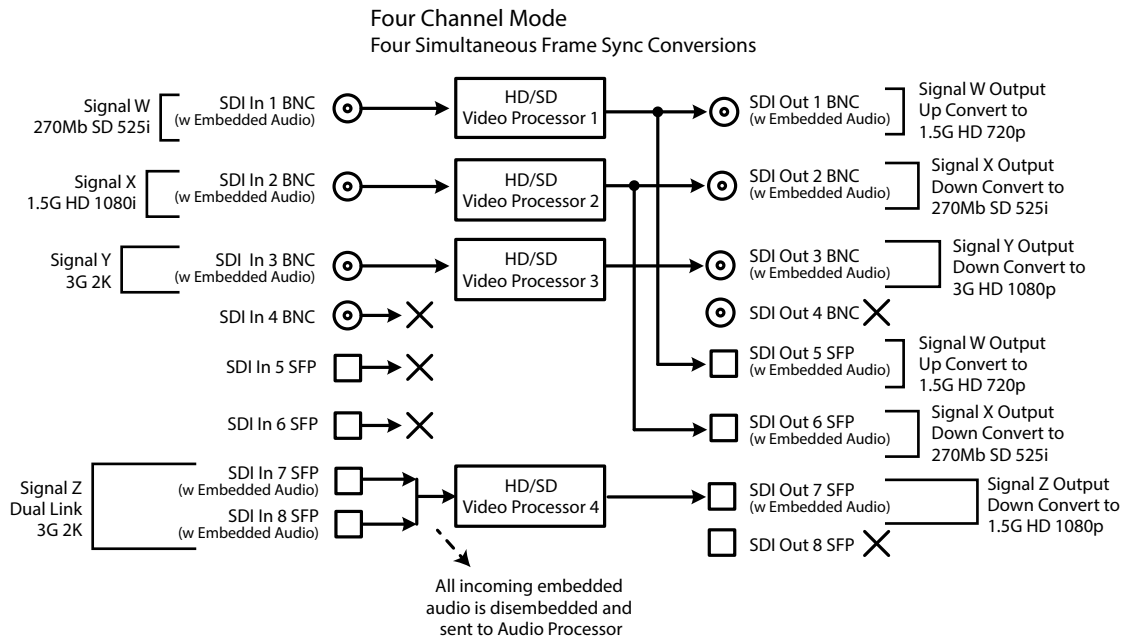 Four Channel Mode
Four Simultaneous Frame Sync Conversions
Signal W
270Mb SD 525i
SDI In 1 BNC
(w Embedded Audio)
HD/SD
Video Processor 1
SDI Out 1 BNC
(w Embedded Audio)
Signal W Output
Up Convert to
1.5G HD 720p
Signal X
1.5G HD 1080i
SDI In 2 BNC
(w Embedded Audio)
HD/SD
Video Processor 2
SDI Out 2 BNC
(w Embedded Audio)
Signal X Output
Down Convert to
270Mb SD 525i
Signal Y
3G 2K
SDI In 3 BNC
(w Embedded Audio)
HD/SD
Video Processor 3
SDI Out 3 BNC
(w Embedded Audio)
Signal Y Output
Down Convert to
3G HD 1080p
SDI In 4 BNC
SDI Out 4 BNC
SDI In 5 SFP
SDI Out 5 SFP
(w Embedded Audio)
Signal W Output
Up Convert to
1.5G HD 720p
SDI In 6 SFP
SDI Out 6 SFP
(w Embedded Audio)
Signal X Output
Down Convert to
270Mb SD 525i
Signal Z
Dual Link
3G 2K
SDI In 7 SFP
(w Embedded Audio)
SDI In 8 SFP
(w Embedded Audio)
HD/SD
Video Processor 4
SDI Out 7 SFP
(w Embedded Audio)
Signal Z Output
Down Convert to
1.5G HD 1080p
SDI Out 8 SFP
All incoming embedded
audio is disembedded and
sent to Audio Processor